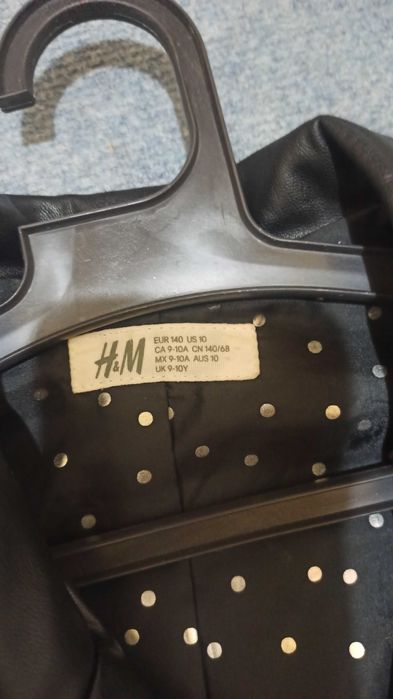 H&M
EUR 140 US 10
CA 9-10A CN 140/68
MX 9-10A AUS 10
UK 9-10Y